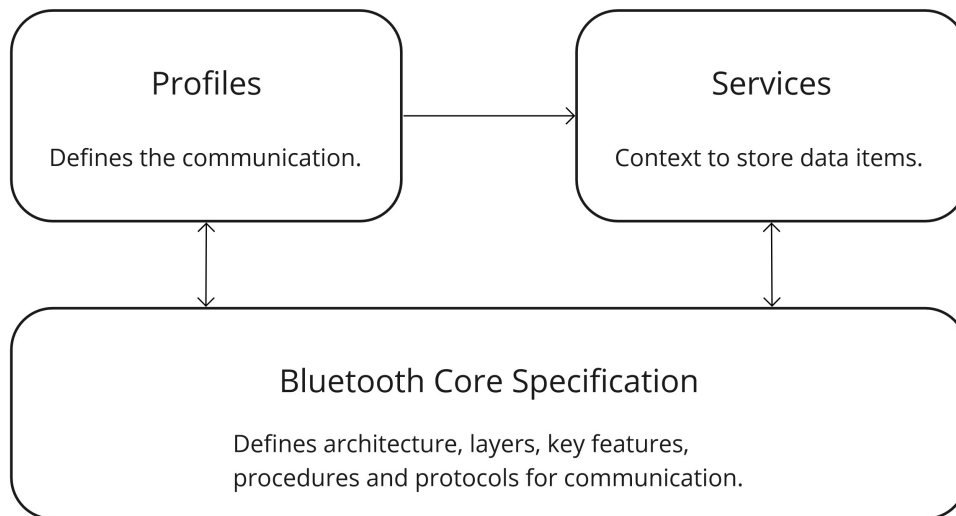 Profiles
Defines the communication.
Services
Context to store data items.
Bluetooth Core Specification
Defines architecture, layers, key features,
procedures and protocols for communication.